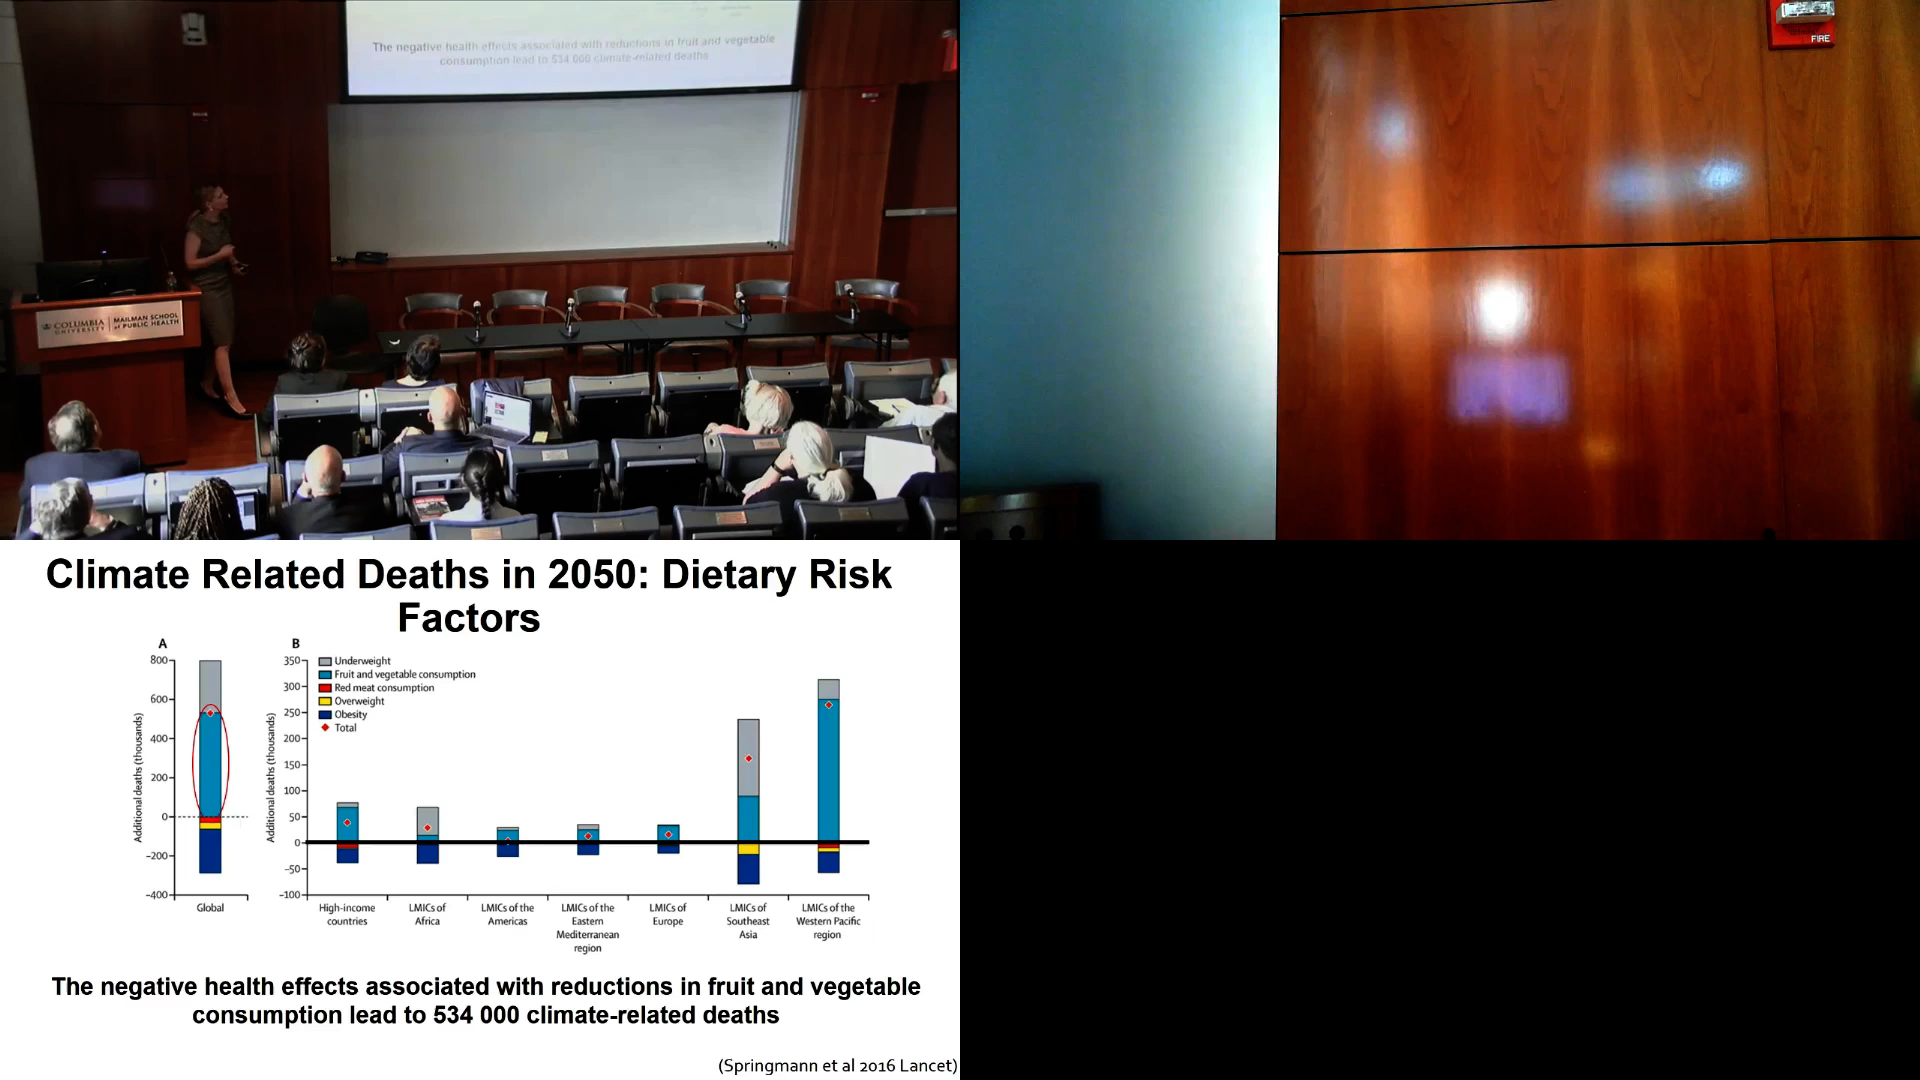 The negative health effects associated with reductions in fruit and vegetable
consumption lead to 534 000 climate-related deaths
COLUMBIA
UNIVERSITY
MAILMAN SCHOOL
of PUBLIC HEALTH
FIRE
Climate Related Deaths in 2050: Dietary Risk
Factors
A
800
600
400
200
0
−200
−400
Additional deaths (thousands)
Global
B
350
300
250
200
150
100
50
0
−50
−100
Additional deaths (thousands)
Underweight
Fruit and vegetable consumption
Red meat consumption
Overweight
Obesity
Total
High-income
countries
LMICs of
Africa
LMICs of the
Americas
LMICs of the
Eastern
Mediterranean
region
LMICs of
Europe
LMICs of
Southeast
Asia
LMICs of the
Western Pacific
region
The negative health effects associated with reductions in fruit and vegetable
consumption lead to 534 000 climate-related deaths
(Springmann et al 2016 Lancet)